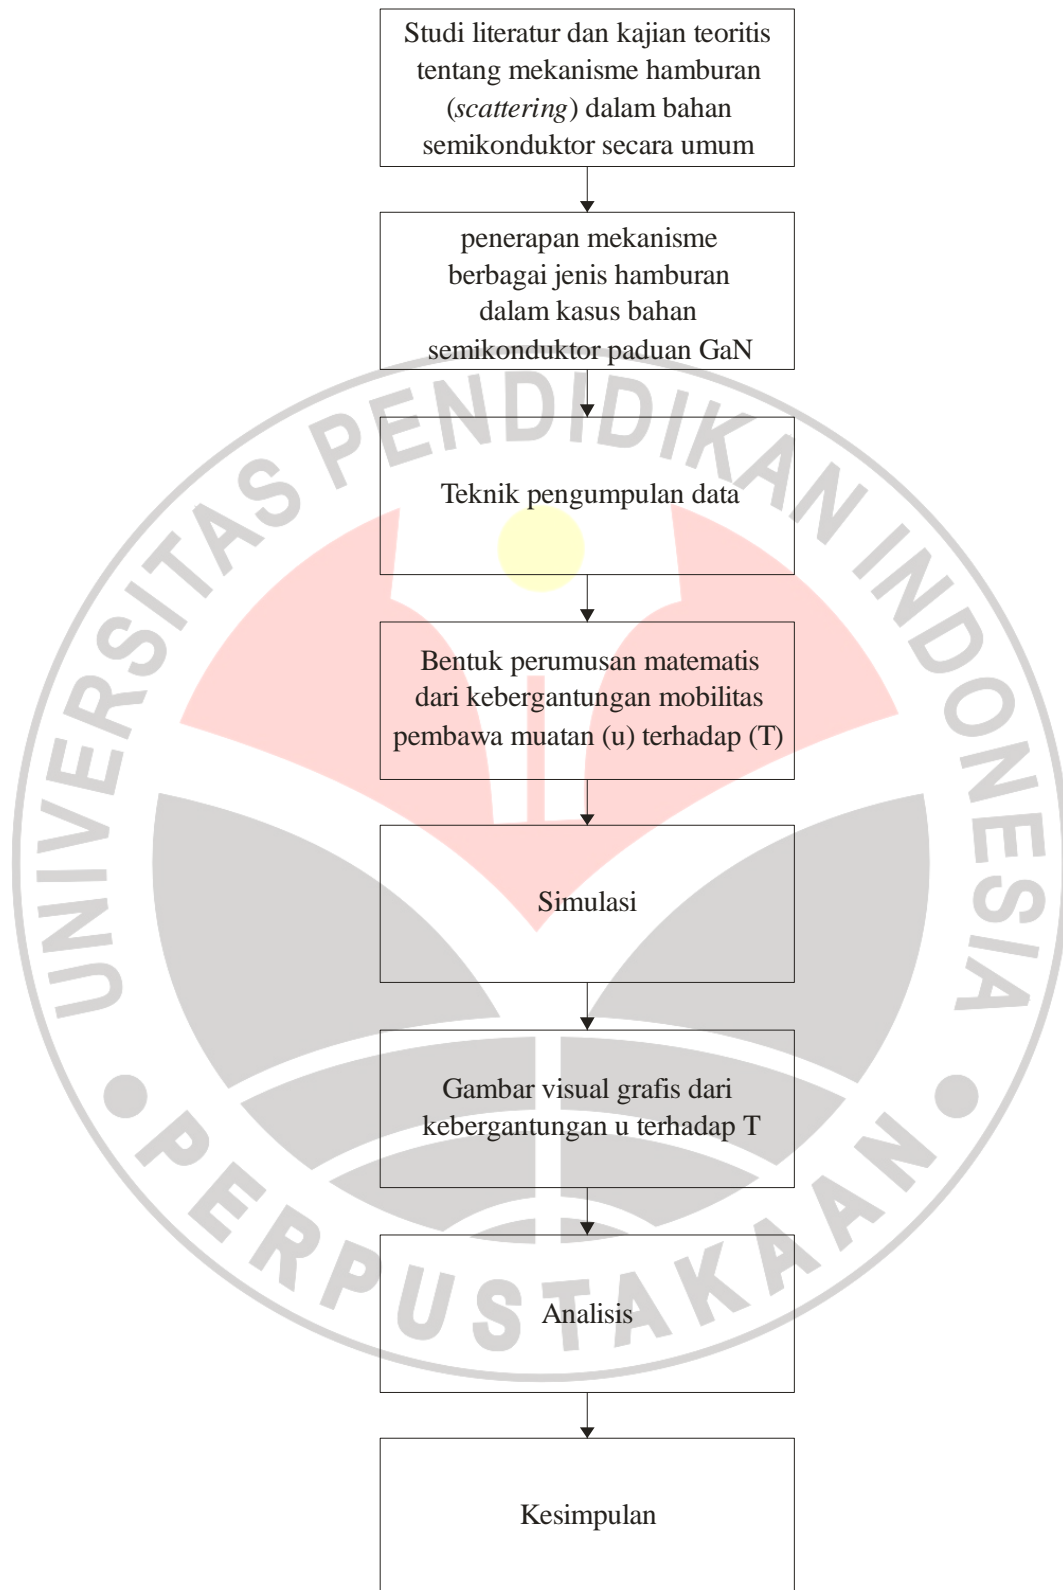 Studi literatur dan kajian teoritis
tentang mekanisme hamburan
(scattering) dalam bahan
semikonduktor secara umum
penerapan mekanisme
berbagai jenis hamburan
dalam kasus bahan
semikonduktor paduan GaN
Teknik pengumpulan data
Bentuk perumusan matematis
dari kebergantungan mobilitas
pembawa muatan (u) terhadap (T)
Simulasi
Gambar visual grafis dari
kebergantungan u terhadap T
Analisis
Kesimpulan
UNIVERSITAS PENDIDIKAN INDONESIA
PERPUSTAKAAN